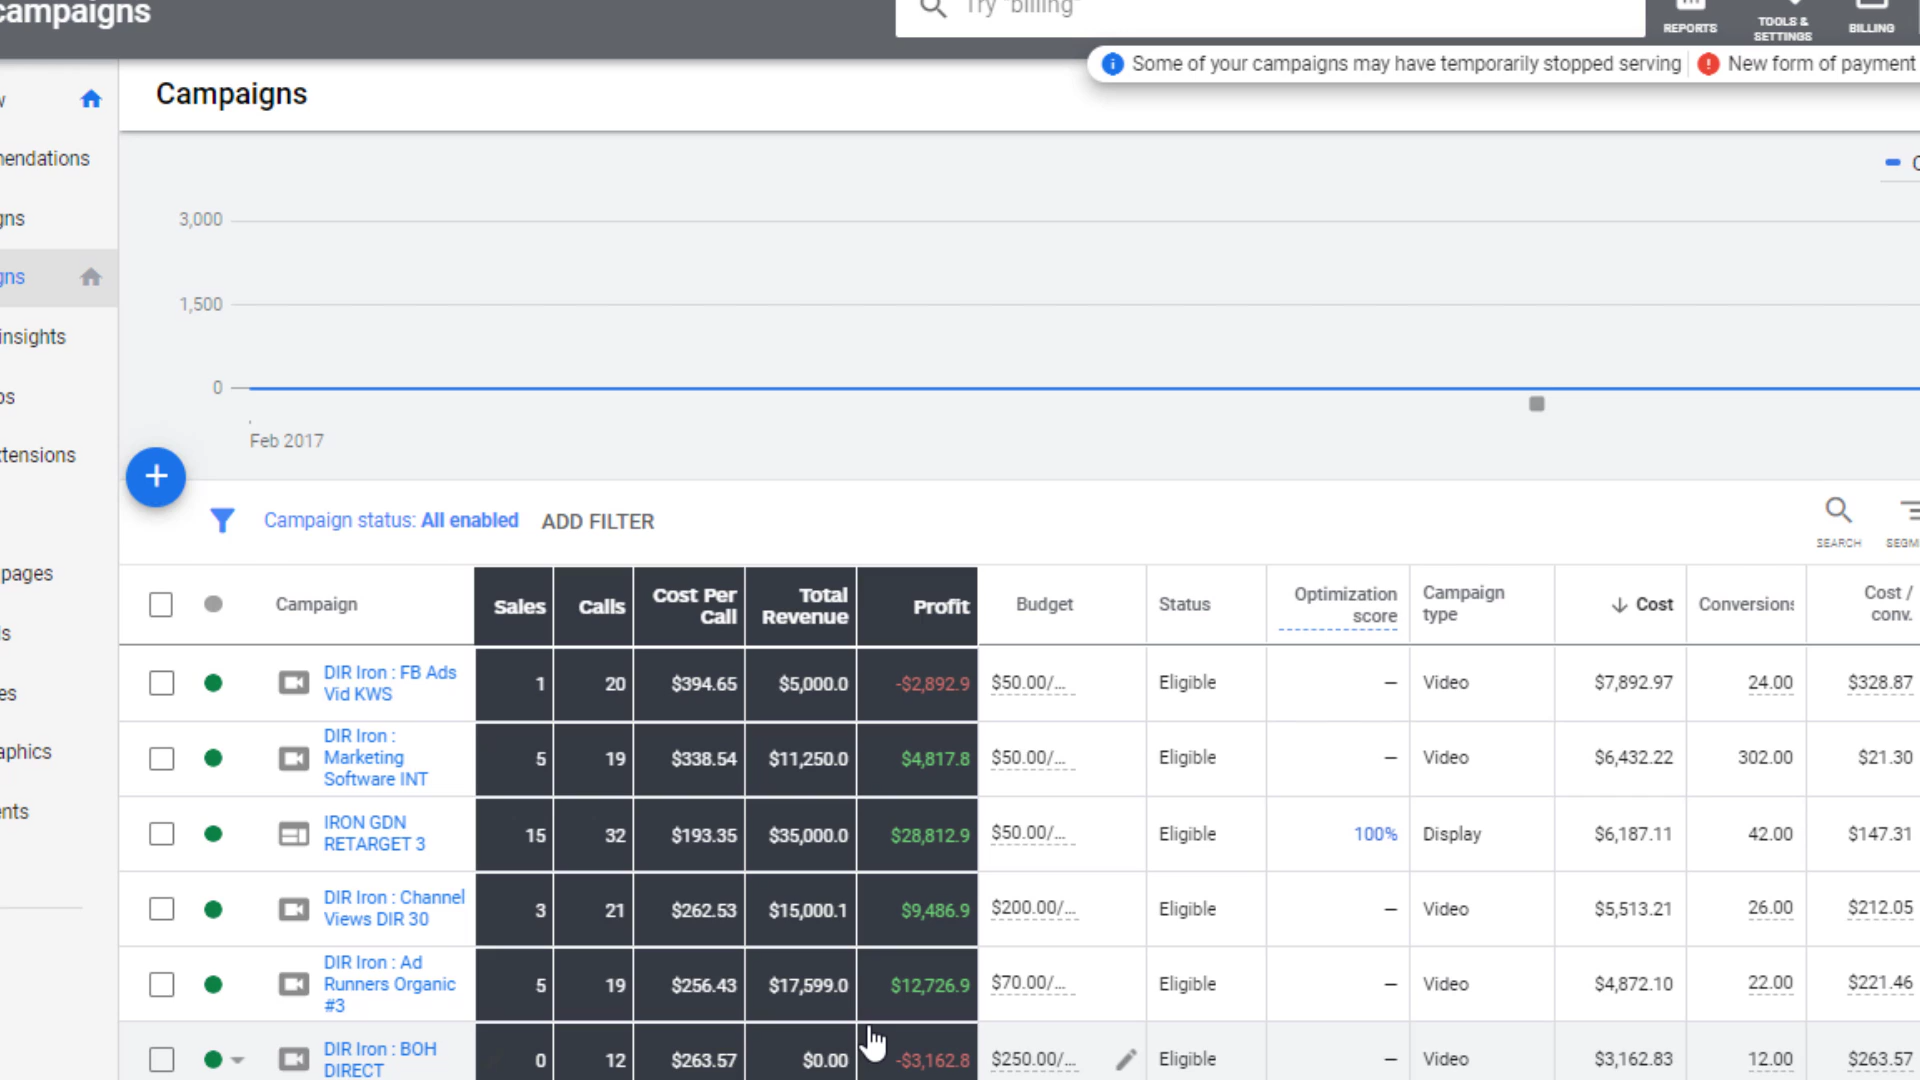 campaigns
Try "billing"
REPORTS
TOOLS &
SETTINGS
BILLING
Some of your campaigns may have temporarily stopped serving
New form of payment
Campaigns
3,000
1,500
0
Feb 2017
Campaign status: All enabled
ADD FILTER
SEARCH
insights
pages
Campaign
Sales
Calls
Cost Per
Call
Total
Revenue
Profit
Budget
Status
Optimization
score
Campaign
type
Cost
Conversions
Cost /
conv.
DIR Iron : FB Ads
Vid KWS
1 20 $394.65 $5,000.0 -$2,892.9 $50.00/... Eligible – Video $7,892.97 24.00 $328.87
DIR Iron :
Marketing
Software INT
5 19 $338.54 $11,250.0 $4,817.8 $50.00/... Eligible – Video $6,432.22 302.00 $21.30
IRON GDN
RETARGET 3
15 32 $193.35 $35,000.0 $28,812.9 $50.00/... Eligible 100% Display $6,187.11 42.00 $147.31
DIR Iron : Channel
Views DIR 30
3 21 $262.53 $15,000.1 $9,486.9 $200.00/... Eligible – Video $5,513.21 26.00 $212.05
DIR Iron : Ad
Runners Organic
#3
5 19 $256.43 $17,599.0 $12,726.9 $70.00/... Eligible – Video $4,872.10 22.00 $221.46
DIR Iron : BOH
DIRECT
0 12 $263.57 $0.00 -$3,162.8 $250.00/... Eligible – Video $3,162.83 12.00 $263.57